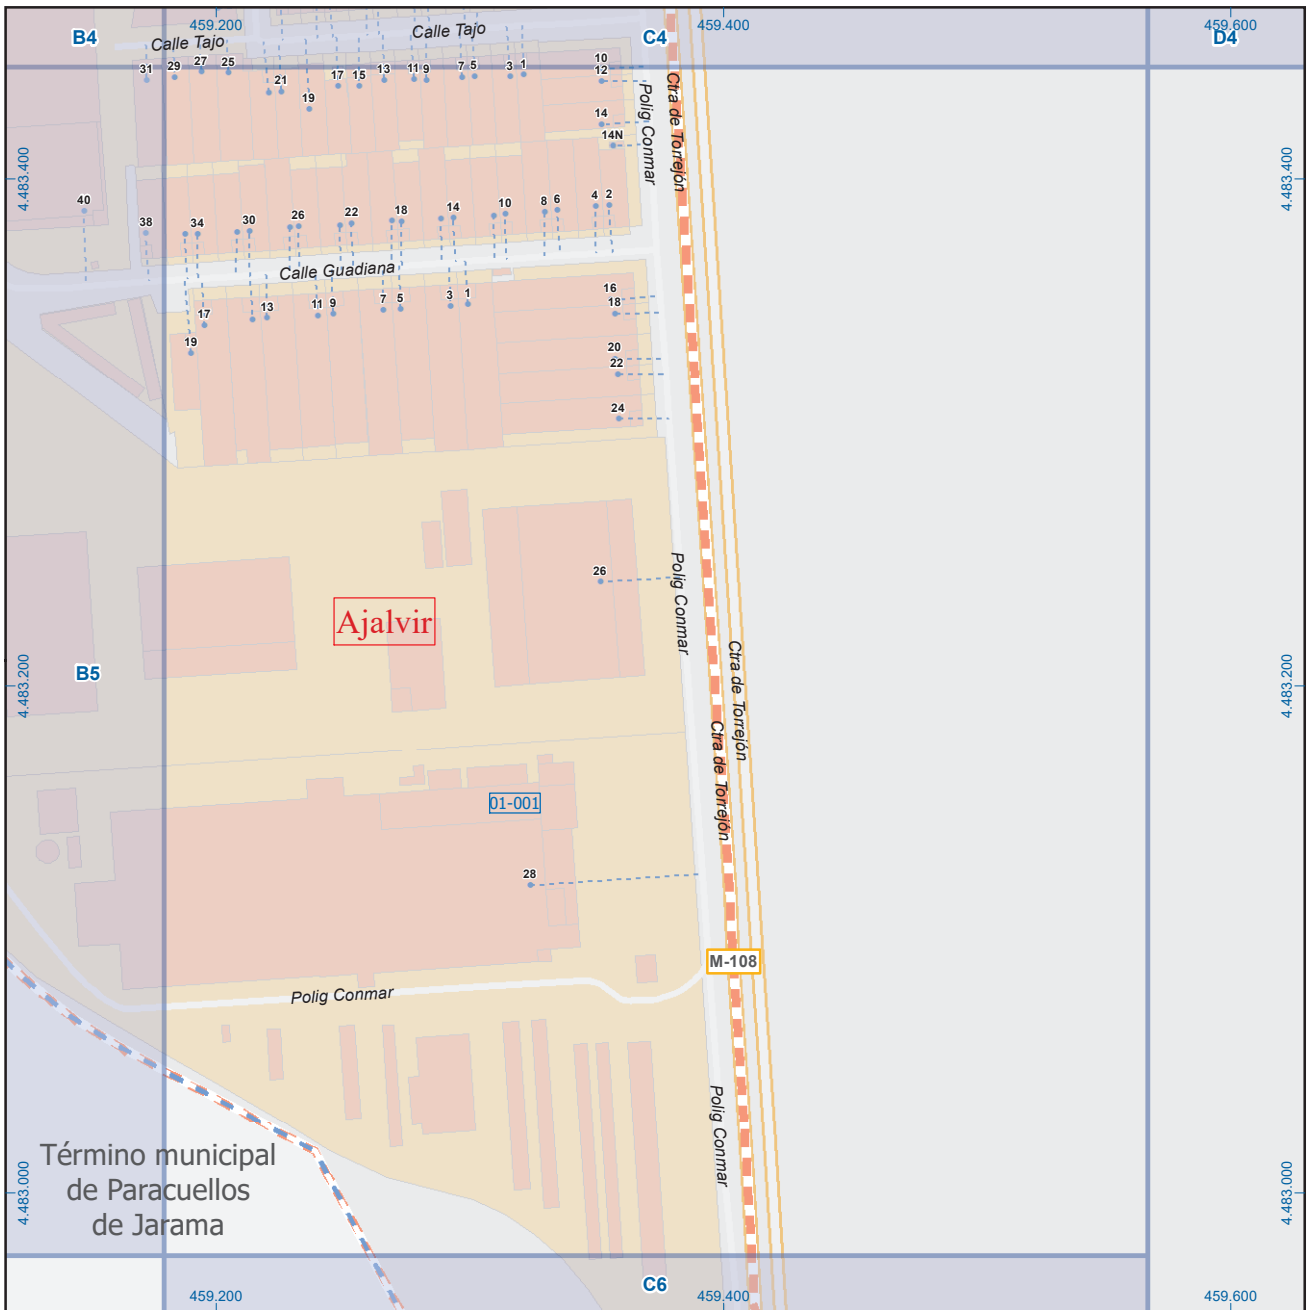 459.200
459.400
459.600
B4
C4
D4
Calle Tajo
Calle Tajo
31
29
27
25
21
19
17
15
13
11
9
7
5
3
1
10
12
14
14N
Polig Conmar
Ctra de Torrejón
4.483.400
4.483.400
40
38
34
30
26
22
18
14
10
8
6
4
2
Calle Guadiana
19
17
13
11
9
7
5
3
1
16
18
20
22
24
26
Polig Conmar
Ajalvir
B5
4.483.200
4.483.200
Ctra de Torrejón
Ctra de Torrejón
01-001
28
M-108
Polig Conmar
Polig Conmar
Término municipal
de Paracuellos
de Jarama
4.483.000
4.483.000
C6
459.200
459.400
459.600